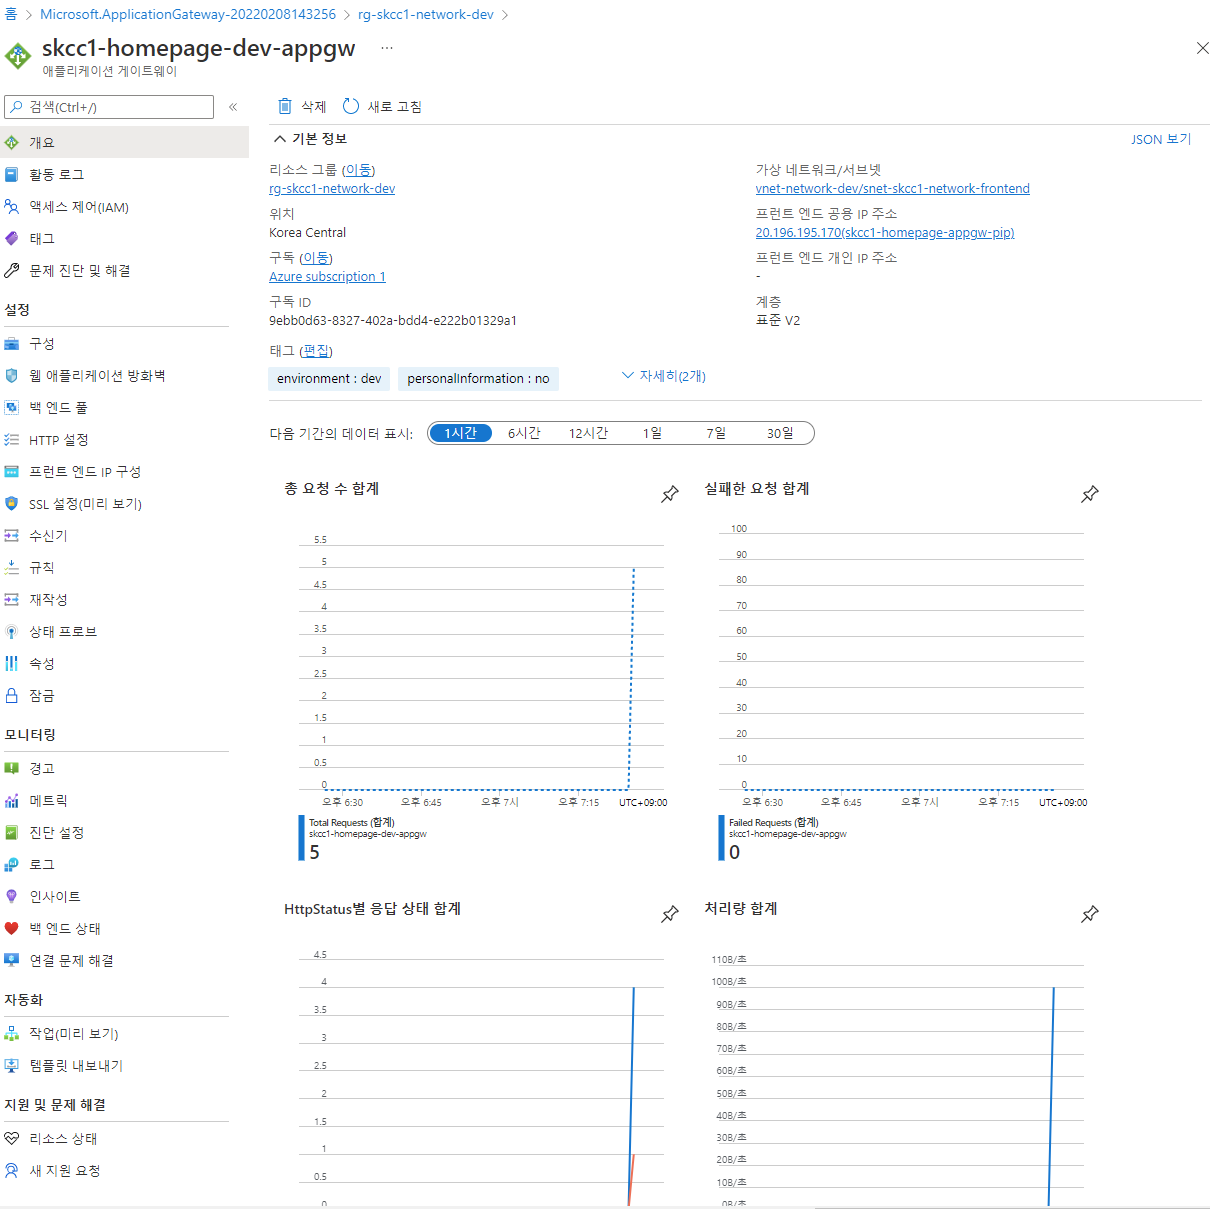 홈 > Microsoft.ApplicationGateway-20220208143256 > rg-skcc1-network-dev >
skcc1-homepage-dev-appgw ...
애플리케이션 게이트웨이
검색(Ctrl+/)
«
삭제
새로 고침
개요
활동 로그
액세스 제어(IAM)
태그
문제 진단 및 해결
설정
구성
웹 애플리케이션 방화벽
백 엔드 풀
HTTP 설정
프런트 엔드 IP 구성
SSL 설정(미리 보기)
수신기
규칙
재작성
상태 프로브
속성
잠금
모니터링
경고
메트릭
진단 설정
로그
인사이트
백 엔드 상태
연결 문제 해결
자동화
작업(미리 보기)
템플릿 내보내기
지원 및 문제 해결
리소스 상태
새 지원 요청
기본 정보
JSON 보기
리소스 그룹 (이동)
rg-skcc1-network-dev
위치
Korea Central
구독 (이동)
Azure subscription 1
구독 ID
9ebb0d63-8327-402a-bdd4-e222b01329a1
가상 네트워크/서브넷
vnet-network-dev/snet-skcc1-network-frontend
프런트 엔드 공용 IP 주소
20.196.195.170(skcc1-homepage-appgw-pip)
프런트 엔드 개인 IP 주소
-
계층
표준 V2
태그 (편집)
environment : dev
personalInformation : no
자세히(2개)
다음 기간의 데이터 표시:
1시간
6시간
12시간
1일
7일
30일
총 요청 수 합계
5.5
5
4.5
4
3.5
3
2.5
2
1.5
1
0.5
0
오후 6:30
오후 6:45
오후 7시
오후 7:15
UTC+09:00
Total Requests (합계)
skcc1-homepage-dev-appgw
5
실패한 요청 합계
100
90
80
70
60
50
40
30
20
10
0
오후 6:30
오후 6:45
오후 7시
오후 7:15
UTC+09:00
Failed Requests (합계)
skcc1-homepage-dev-appgw
0
HttpStatus별 응답 상태 합계
4.5
4
3.5
3
2.5
2
1.5
1
0.5
0
처리량 합계
110B/초
100B/초
90B/초
80B/초
70B/초
60B/초
50B/초
40B/초
30B/초
20B/초
10B/초
0B/초